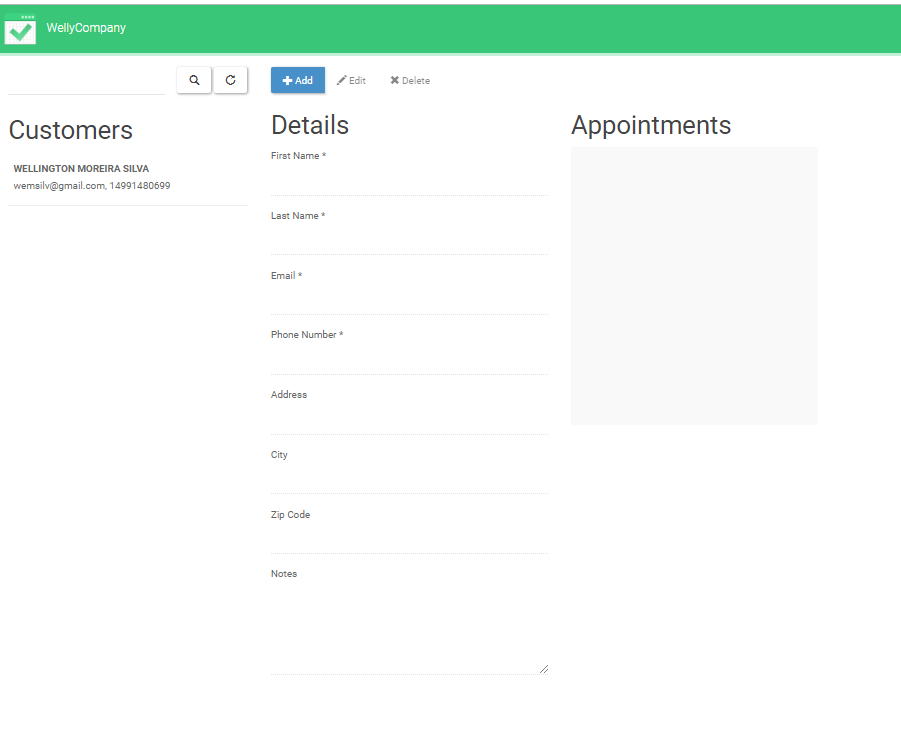 WellyCompany
Add Edit Delete
Customers
WELLINGTON MOREIRA SILVA
wemsilv@gmail.com, 14991480699
Details
First Name *
Last Name *
Email *
Phone Number *
Address
City
Zip Code
Notes
Appointments